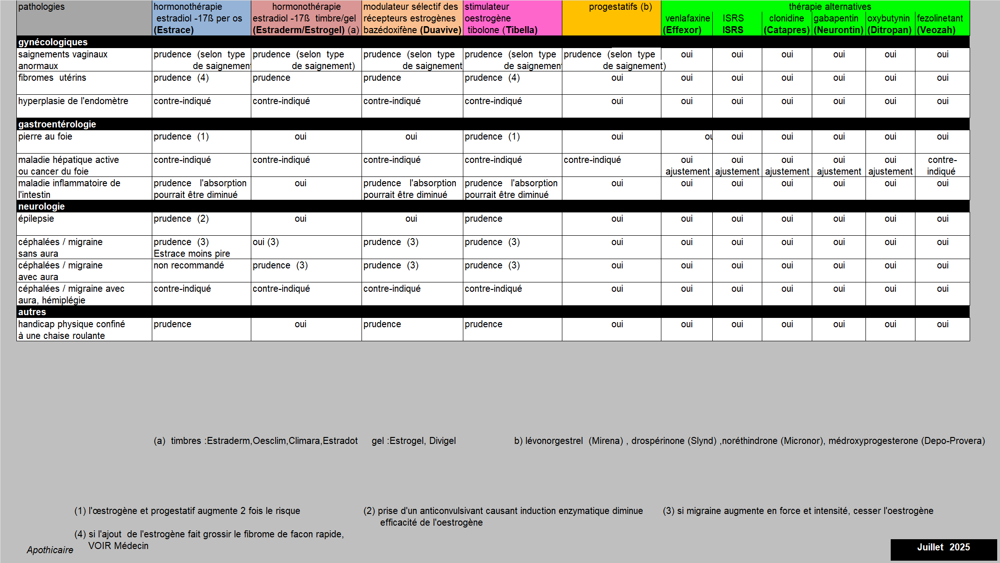 pathologies hormonothérapie hormonothérapie modulateur sélectif des stimulateur progestatifs (b) thérapie alternatives
estradiol -17ß per os estradiol -17ß timbre/gel récepteurs estrogènes oestrogène venlafaxine ISRS clonidine gabapentin oxybutynin fezolinetant
(Estrace) (Estraderm/Estrogel) (a) bazédoxifène (Duavive) tibolone (Tibella) (Effexor) ISRS (Catapres) (Neurontin) (Ditropan) (Veozah)
gynécologiques
saignements vaginaux prudence (selon type prudence (selon type prudence (selon type prudence (selon type prudence (selon type oui oui oui oui oui oui
anormaux de saignement de saignement) de saignement de saignement de saignement)
fibromes utérins prudence (4) prudence prudence prudence (4) oui oui oui oui oui oui oui
hyperplasie de l'endomètre contre-indiqué contre-indiqué contre-indiqué contre-indiqué oui oui oui oui oui oui oui
gastroentérologie
pierre au foie prudence (1) oui oui prudence (1) oui ou oui oui oui oui oui
maladie hépatique active contre-indiqué contre-indiqué contre-indiqué contre-indiqué contre-indiqué oui oui oui oui oui contre-
ou cancer du foie ajustement ajustement ajustement ajustement ajustement indiqué
maladie inflammatoire de prudence l'absorption oui prudence l'absorption prudence l'absorption oui oui oui oui oui oui oui
l'intestin pourrait être diminué pourrait être diminué pourrait être diminué
neurologie
épilepsie prudence (2) oui oui prudence oui oui oui oui oui oui oui
céphalées / migraine prudence (3) oui (3) prudence (3) prudence (3) oui oui oui oui oui oui oui
sans aura Estrace moins pire
céphalées / migraine non recommandé prudence (3) prudence (3) prudence (3) oui oui oui oui oui oui oui
avec aura
céphalées / migraine avec contre-indiqué contre-indiqué contre-indiqué contre-indiqué oui oui oui oui oui oui oui
aura, hémiplégie
autres
handicap physique confiné prudence oui prudence prudence oui oui oui oui oui oui oui
à une chaise roulante
(a) timbres :Estraderm,Oesclim,Climara,Estradot gel :Estrogel, Divigel b) lévonorgestrel (Mirena) , drospérinone (Slynd) ,noréthindrone (Micronor), médroxyprogesterone (Depo-Provera)
(1) l'œstrogène et progestatif augmente 2 fois le risque (2) prise d'un anticonvulsivant causant induction enzymatique diminue (3) si migraine augmente en force et intensité, cesser l'oestrogène
efficacité de l'oestrogène
(4) si l'ajout de l'estrogène fait grossir le fibrome de facon rapide,
VOIR Médecin
Apothicaire
Juillet 2025